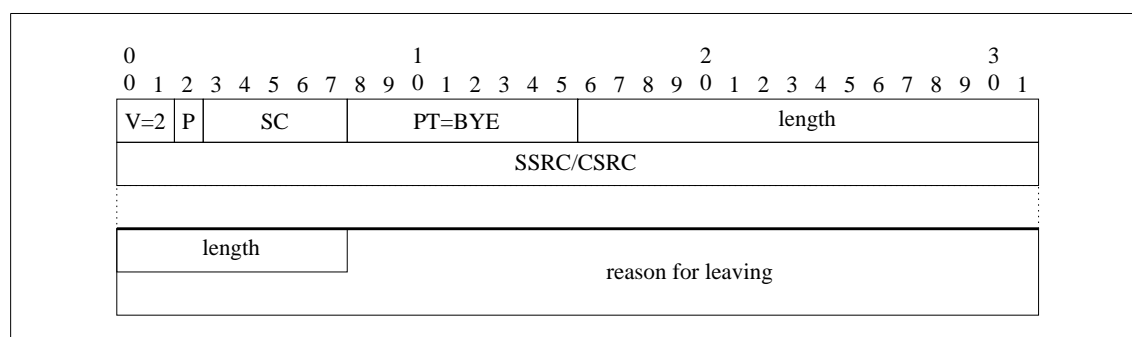 0 1 2 3
0 1 2 3 4 5 6 7 8 9 0 1 2 3 4 5 6 7 8 9 0 1 2 3 4 5 6 7 8 9 0 1
V=2 P SC PT=BYE length
SSRC/CSRC
length
reason for leaving